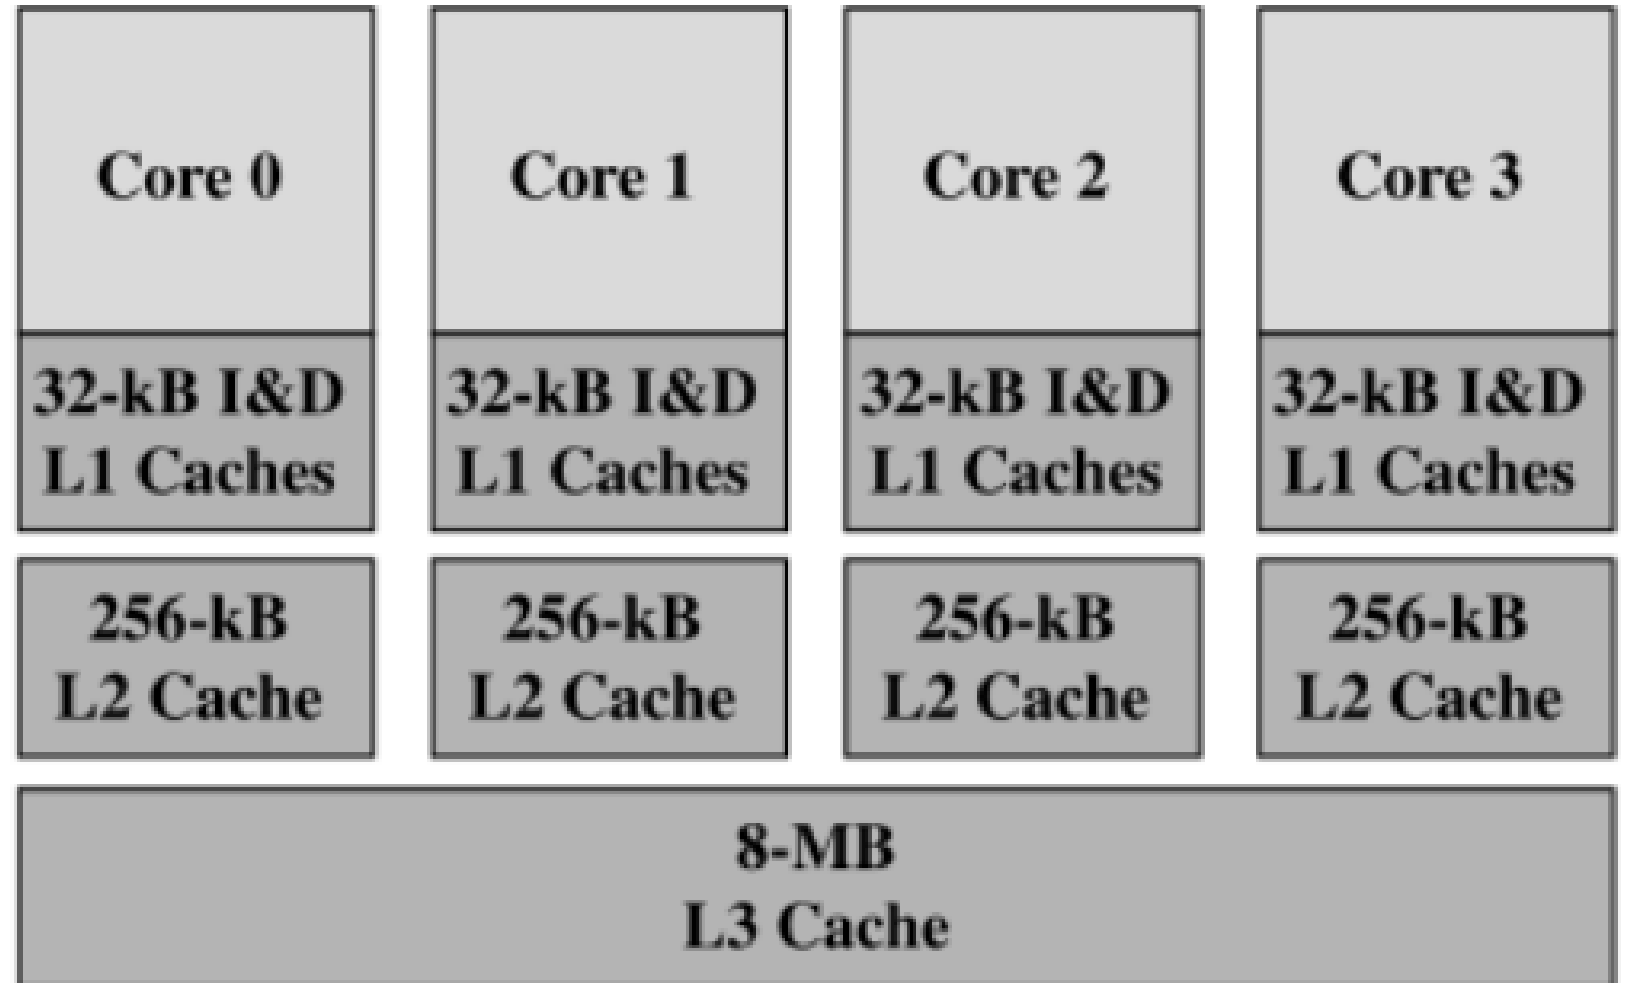 Core 0
Core 1
Core 2
Core 3
32-kB I&D
L1 Caches
32-kB I&D
L1 Caches
32-kB I&D
L1 Caches
32-kB I&D
L1 Caches
256-kB
L2 Cache
256-kB
L2 Cache
256-kB
L2 Cache
256-kB
L2 Cache
8-MB
L3 Cache